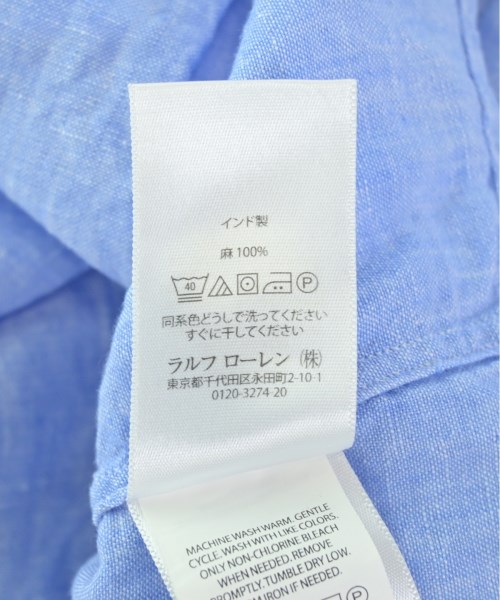 インド製
麻 100%
40 P
同系色どうしで洗ってください
すぐに干してください
ラルフ ローレン (株)
東京都千代田区永田町2-10-1
0120-3274-20
MACHINE WASH WARM. GENTLE
CYCLE. WASH WITH LIKE COLORS.
ONLY NON-CHLORINE BLEACH
WHEN NEEDED. REMOVE
PROMPTLY. TUMBLE DRY LOW.
IRON IF NEEDED.